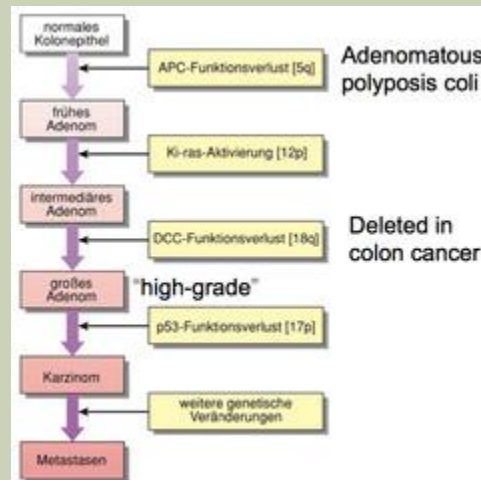 normales
Kolonepithel
APC-Funktionsverlust [5q]
Adenomatous
polyposis coli
frühes
Adenom
Ki-ras-Aktivierung [12p]
intermediäres
Adenom
DCC-Funktionsverlust [18q]
Deleted in
colon cancer
großes
Adenom
"high-grade"
p53-Funktionsverlust [17p]
Karzinom
weitere genetische
Veränderungen
Metastasen